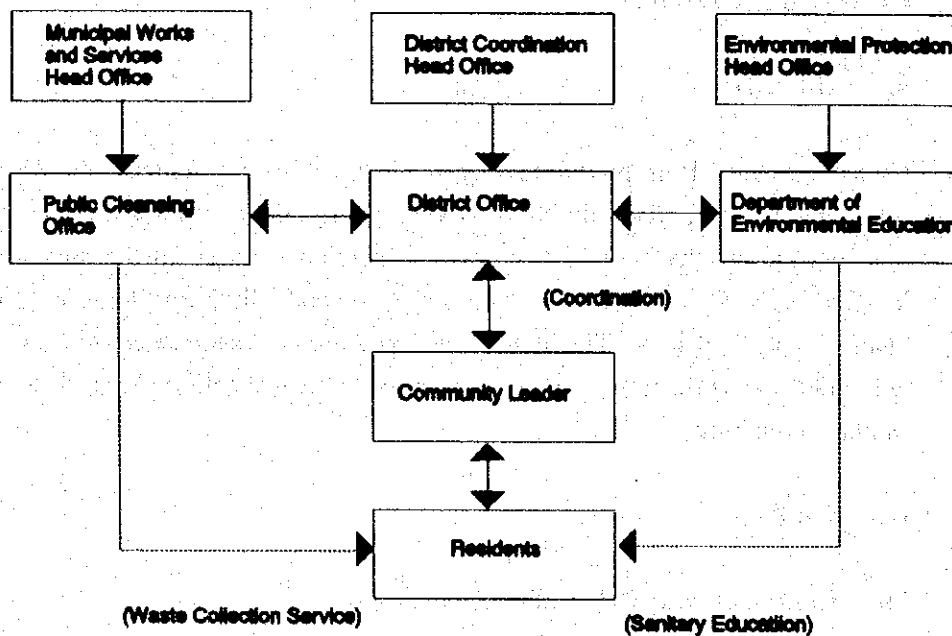 Municipal Works
and Services
Head Office
District Coordination
Head Office
Environmental Protection
Head Office
Public Cleansing
Office
District Office
Department of
Environmental Education
(Coordination)
Community Leader
Residents
(Waste Collection Service)
(Sanitary Education)